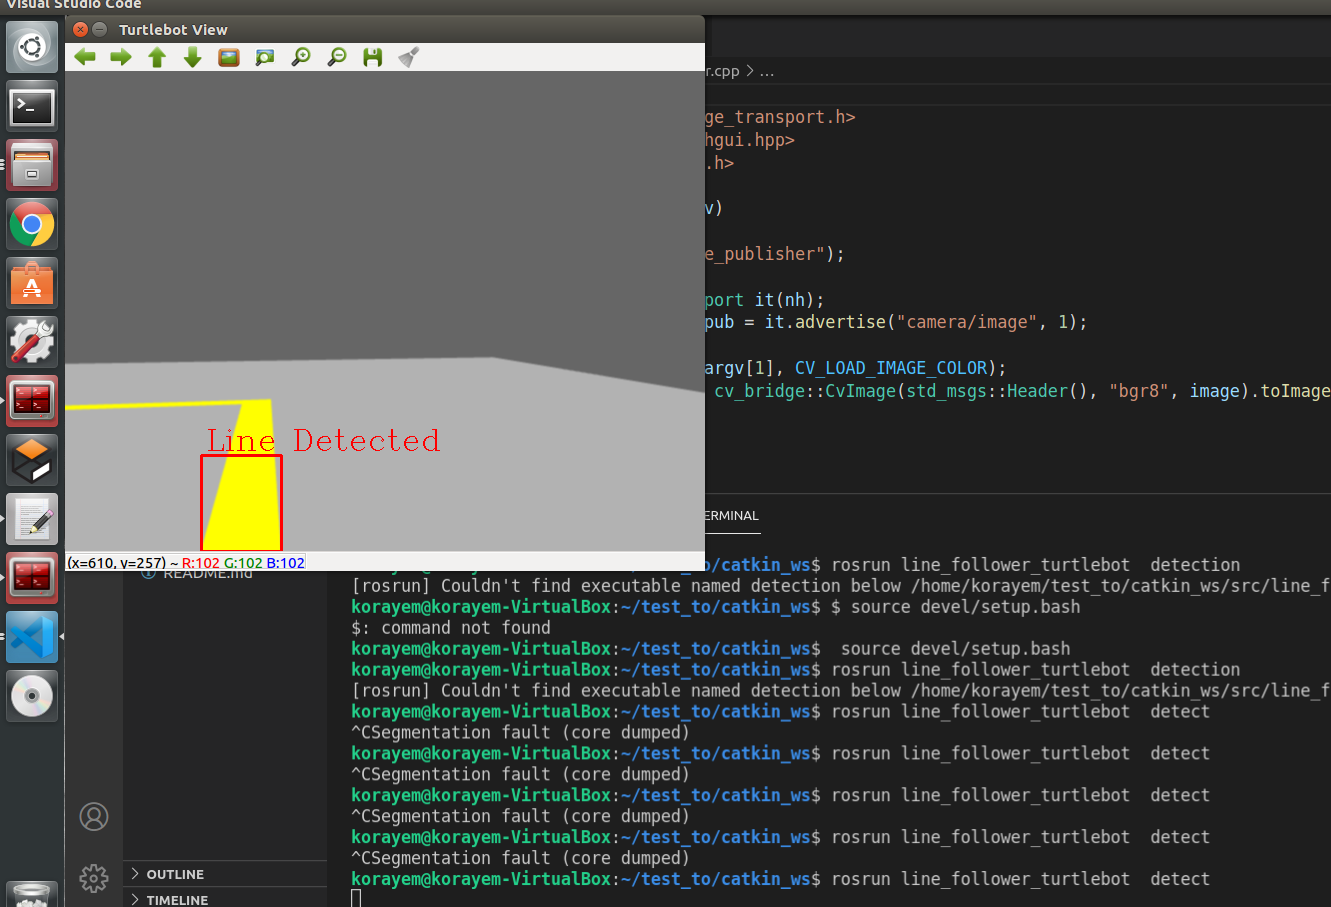 Visual Studio Code
Turtlebot View
r.cpp > ...
ge_transport.h>
hgui.hpp>
.h>
v)
e_publisher");
port it(nh);
pub = it.advertise("camera/image", 1);
argv[1], CV_LOAD_IMAGE_COLOR);
cv_bridge::CvImage(std_msgs::Header(), "bgr8", image).toImage
Line Detected
ERMINAL
(x=610, y=257) ~ R:102 G:102 B:102
README.md
/catkin_ws$ rosrun line_follower_turtlebot  detection
[rosrun] Couldn't find executable named detection below /home/korayem/test_to/catkin_ws/src/line_f
korayem@korayem-VirtualBox:~/test_to/catkin_ws$ $ source devel/setup.bash
$: command not found
korayem@korayem-VirtualBox:~/test_to/catkin_ws$  source devel/setup.bash
korayem@korayem-VirtualBox:~/test_to/catkin_ws$ rosrun line_follower_turtlebot  detection
[rosrun] Couldn't find executable named detection below /home/korayem/test_to/catkin_ws/src/line_f
korayem@korayem-VirtualBox:~/test_to/catkin_ws$ rosrun line_follower_turtlebot  detect
^CSegmentation fault (core dumped)
korayem@korayem-VirtualBox:~/test_to/catkin_ws$ rosrun line_follower_turtlebot  detect
^CSegmentation fault (core dumped)
korayem@korayem-VirtualBox:~/test_to/catkin_ws$ rosrun line_follower_turtlebot  detect
^CSegmentation fault (core dumped)
korayem@korayem-VirtualBox:~/test_to/catkin_ws$ rosrun line_follower_turtlebot  detect
^CSegmentation fault (core dumped)
korayem@korayem-VirtualBox:~/test_to/catkin_ws$ rosrun line_follower_turtlebot  detect
OUTLINE
TIMELINE